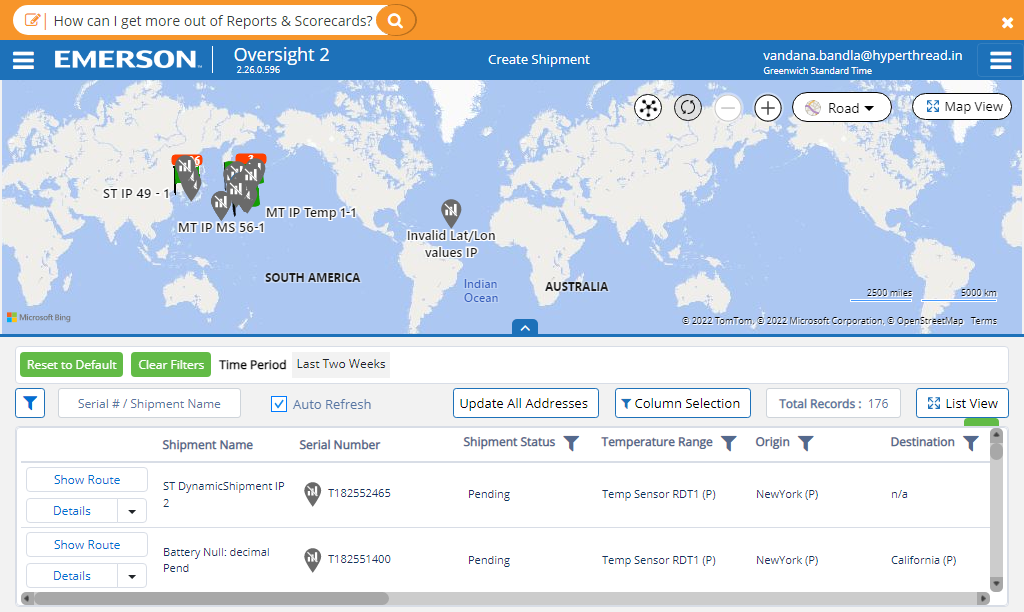 How can I get more out of Reports & Scorecards?
EMERSON
Oversight 2
2.26.0.596
Create Shipment
vandana.bandla@hyperthread.in
Greenwich Standard Time
Road
Map View
ST IP 49 - 1
MT IP Temp 1-1
MT IP MS 56-1
Invalid Lat/Lon
values IP
SOUTH AMERICA
Indian
Ocean
AUSTRALIA
2500 miles
5000 km
Microsoft Bing
© 2022 TomTom, © 2022 Microsoft Corporation, © OpenStreetMap Terms
Reset to Default
Clear Filters
Time Period
Last Two Weeks
Serial # / Shipment Name
Auto Refresh
Update All Addresses
Column Selection
Total Records : 176
List View
Shipment Name
Serial Number
Shipment Status
Temperature Range
Origin
Destination
Show Route
Details
ST DynamicShipment IP
2
T182552465
Pending
Temp Sensor RDT1 (P)
NewYork (P)
n/a
Show Route
Details
Battery Null: decimal
Pend
T182551400
Pending
Temp Sensor RDT1 (P)
NewYork (P)
California (P)